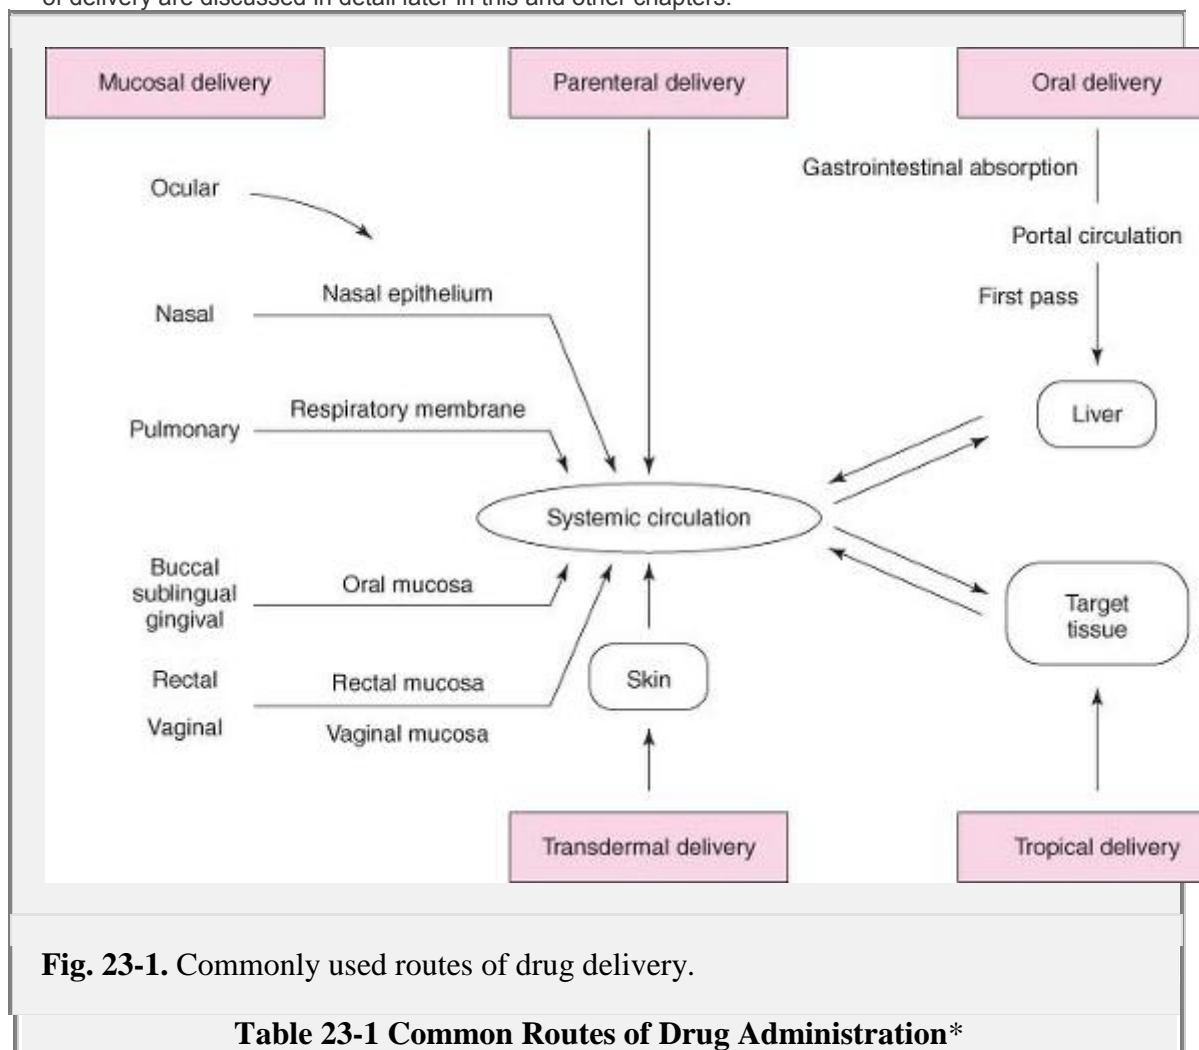 of delivery are discussed in detail later in this and other chapters.
Mucosal delivery
Parenteral delivery
Oral delivery
Gastrointestinal absorption
Ocular
Portal circulation
Nasal epithelium
First pass
Nasal
Respiratory membrane
Pulmonary
Liver
Systemic circulation
Buccal
sublingual
gingival
Oral mucosa
Target
tissue
Rectal
Rectal mucosa
Skin
Vaginal
Vaginal mucosa
Transdermal delivery
Tropical delivery
Fig. 23-1. Commonly used routes of drug delivery.
Table 23-1 Common Routes of Drug Administration*